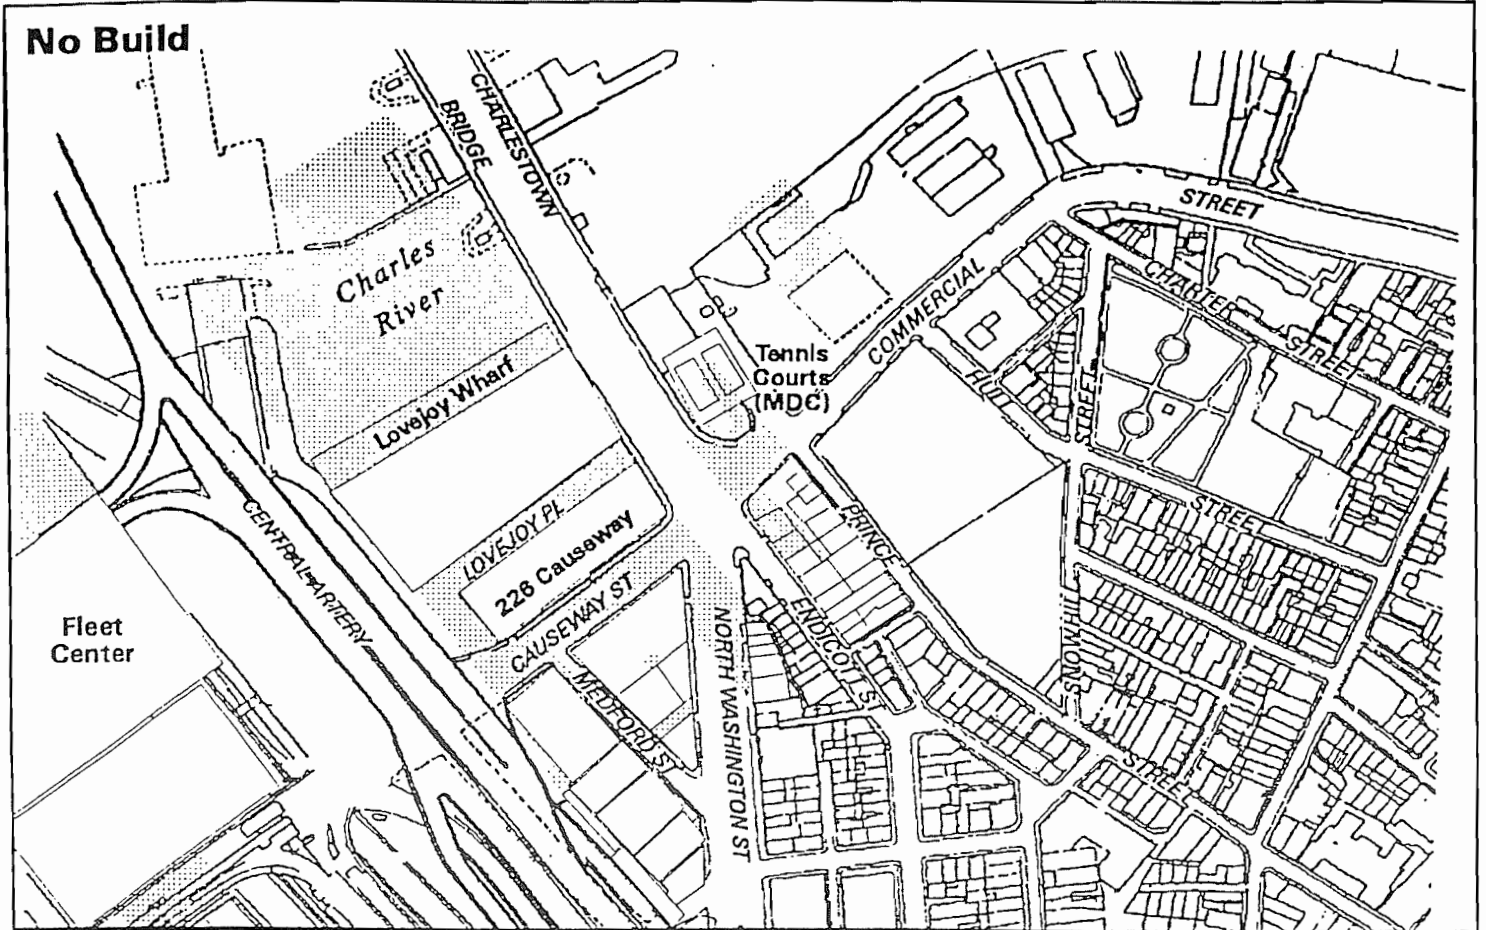 No Build
CHARLESTOWN
BRIDGE
STREET
Charles
River
COMMERCIAL
CHARTER
STREET
Tennis
Courts
(MDC)
Lovejoy Wharf
HULL
STREET
STREET
LOVEJOY PL
226 Causeway
CAUSEWAY ST
CENTRAL ARTERY
PRINCE
Fleet
Center
NORTH WASHINGTON ST
ENDICOTT S
SNOWHILL
MEDFORD ST
STREET